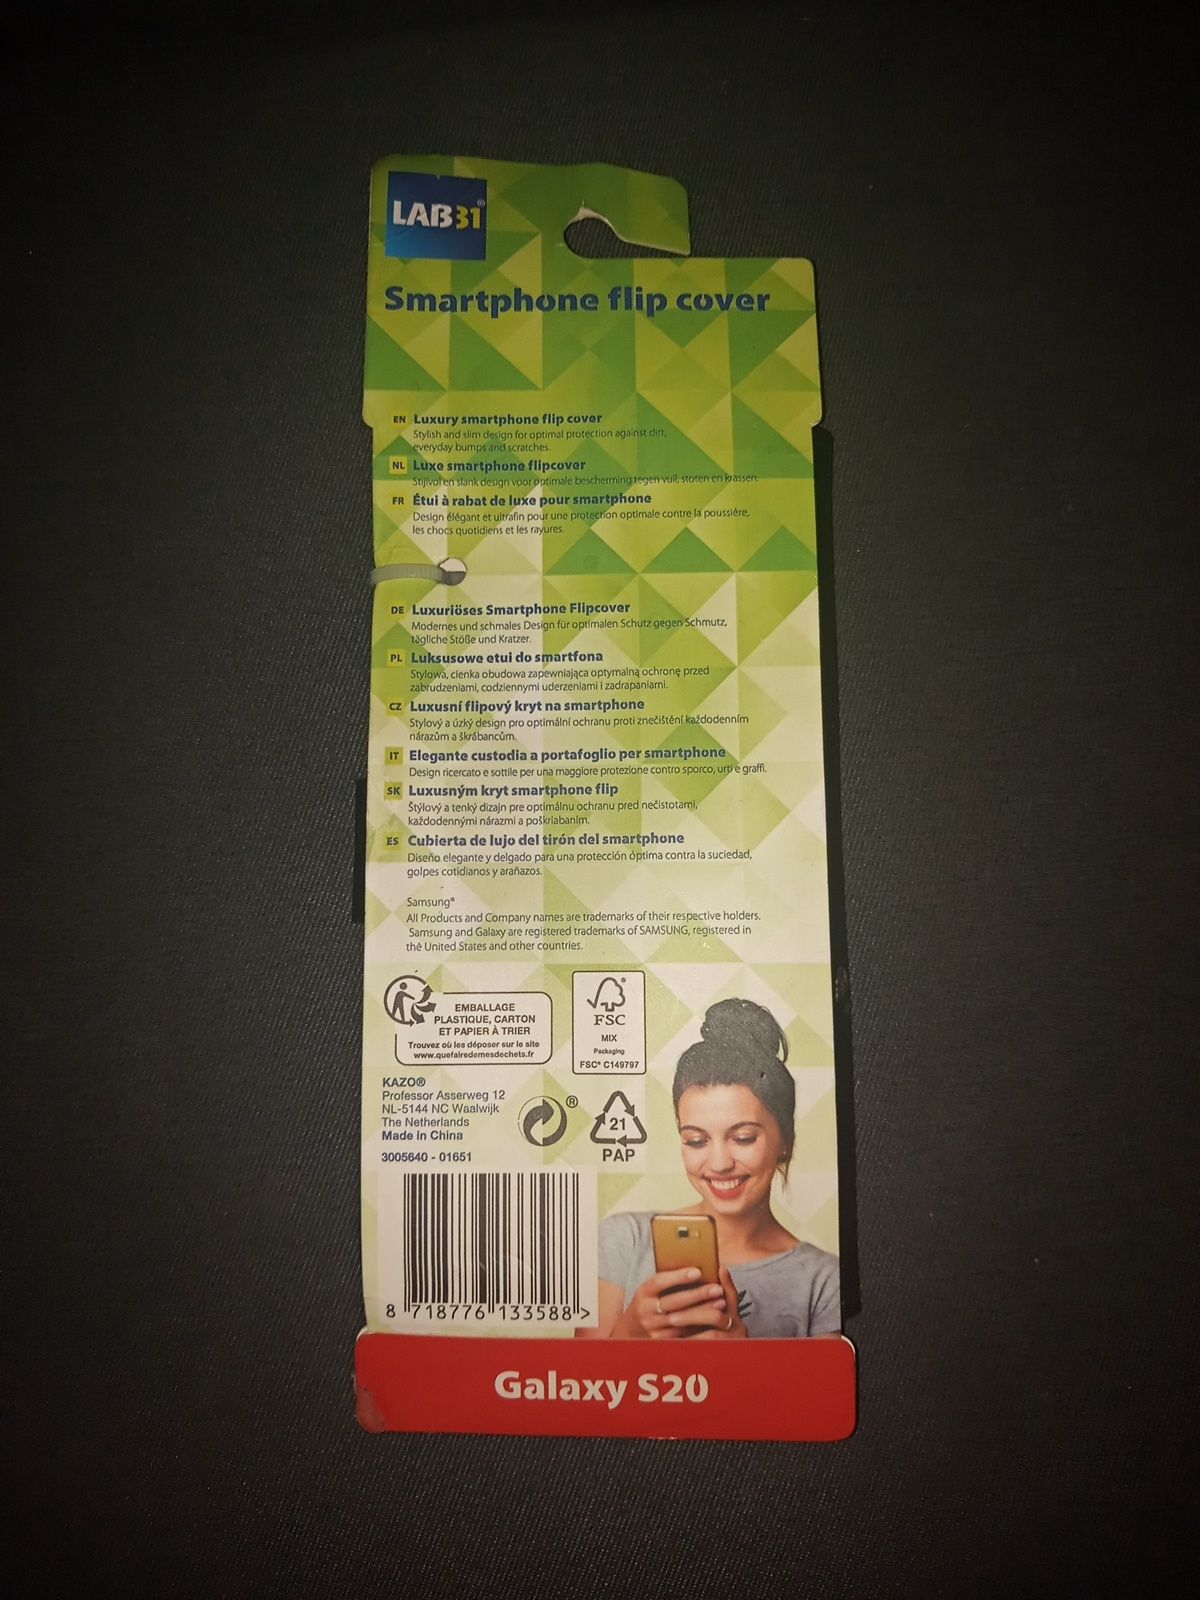 LAB31®
Smartphone flip cover
EN Luxury smartphone flip cover
Stylish and slim design for optimal protection against dirt,
everyday bumps and scratches.
NL Luxe smartphone flipcover
Stijlvol en slank design voor optimale bescherming tegen vuil, stoten en krassen.
FR Étui à rabat de luxe pour smartphone
Design élégant et ultrafin pour une protection optimale contre la poussière,
les chocs quotidiens et les rayures.
DE Luxuriöses Smartphone Flipcover
Modernes und schmales Design für optimalen Schutz gegen Schmutz,
tägliche Stöße und Kratzer.
PL Luksusowe etui do smartfona
Stylowa, cienka obudowa zapewniająca optymalną ochronę przed
zabrudzeniami, codziennymi uderzeniami i zadrapaniami.
CZ Luxusní flipový kryt na smartphone
Stylový a úzký design pro optimální ochranu proti znečištění každodenním
nárazům a škrábancům.
IT Elegante custodia a portafoglio per smartphone
Design ricercato e sottile per una maggiore protezione contro sporco, urti e graffi.
SK Luxusným kryt smartphone flip
Štýlový a tenký dizajn pre optimálnu ochranu pred nečistotami,
každodennými nárazmi a poškriabaním.
ES Cubierta de lujo del tirón del smartphone
Diseño elegante y delgado para una protección óptima contra la suciedad,
golpes cotidianos y arañazos.
Samsung®
All Products and Company names are trademarks of their respective holders.
Samsung and Galaxy are registered trademarks of SAMSUNG, registered in
the United States and other countries.
EMBALLAGE
PLASTIQUE, CARTON
ET PAPIER À TRIER
Trouvez où les déposer sur le site
www.quefairedemesdechets.fr
FSC
MIX
Packaging
FSC® C149797
KAZO®
Professor Asserweg 12
NL-5144 NC Waalwijk
The Netherlands
Made in China
3005640 - 01651
®
21
PAP
8 718776 133588 >
Galaxy S20